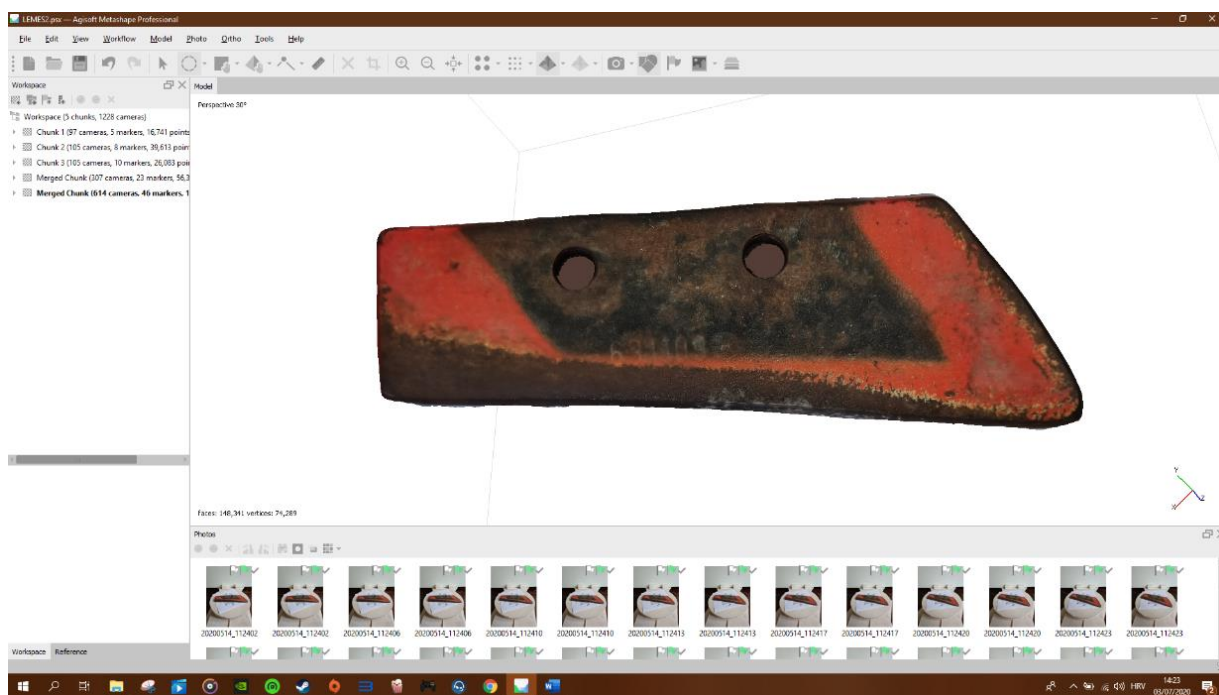 LEMES2.psx — Agisoft Metashape Professional
File Edit View Workflow Model Photo Ortho Tools Help
Workspace
Model
Perspective 30°
Workspace (5 chunks, 1228 cameras)
Chunk 1 (97 cameras, 5 markers, 16,741 points
Chunk 2 (105 cameras, 8 markers, 39,613 poin
Chunk 3 (105 cameras, 10 markers, 26,083 poi
Merged Chunk (307 cameras, 23 markers, 56,3
Merged Chunk (614 cameras, 46 markers, 1
Y
X
Z
faces: 148,341 vertices: 74,289
Photos
20200514_112402 20200514_112402 20200514_112406 20200514_112406 20200514_112410 20200514_112410 20200514_112413 20200514_112413 20200514_112417 20200514_112417 20200514_112420 20200514_112420 20200514_112423 20200514_112423
Workspace Reference
HRV
14:23
/07/2020